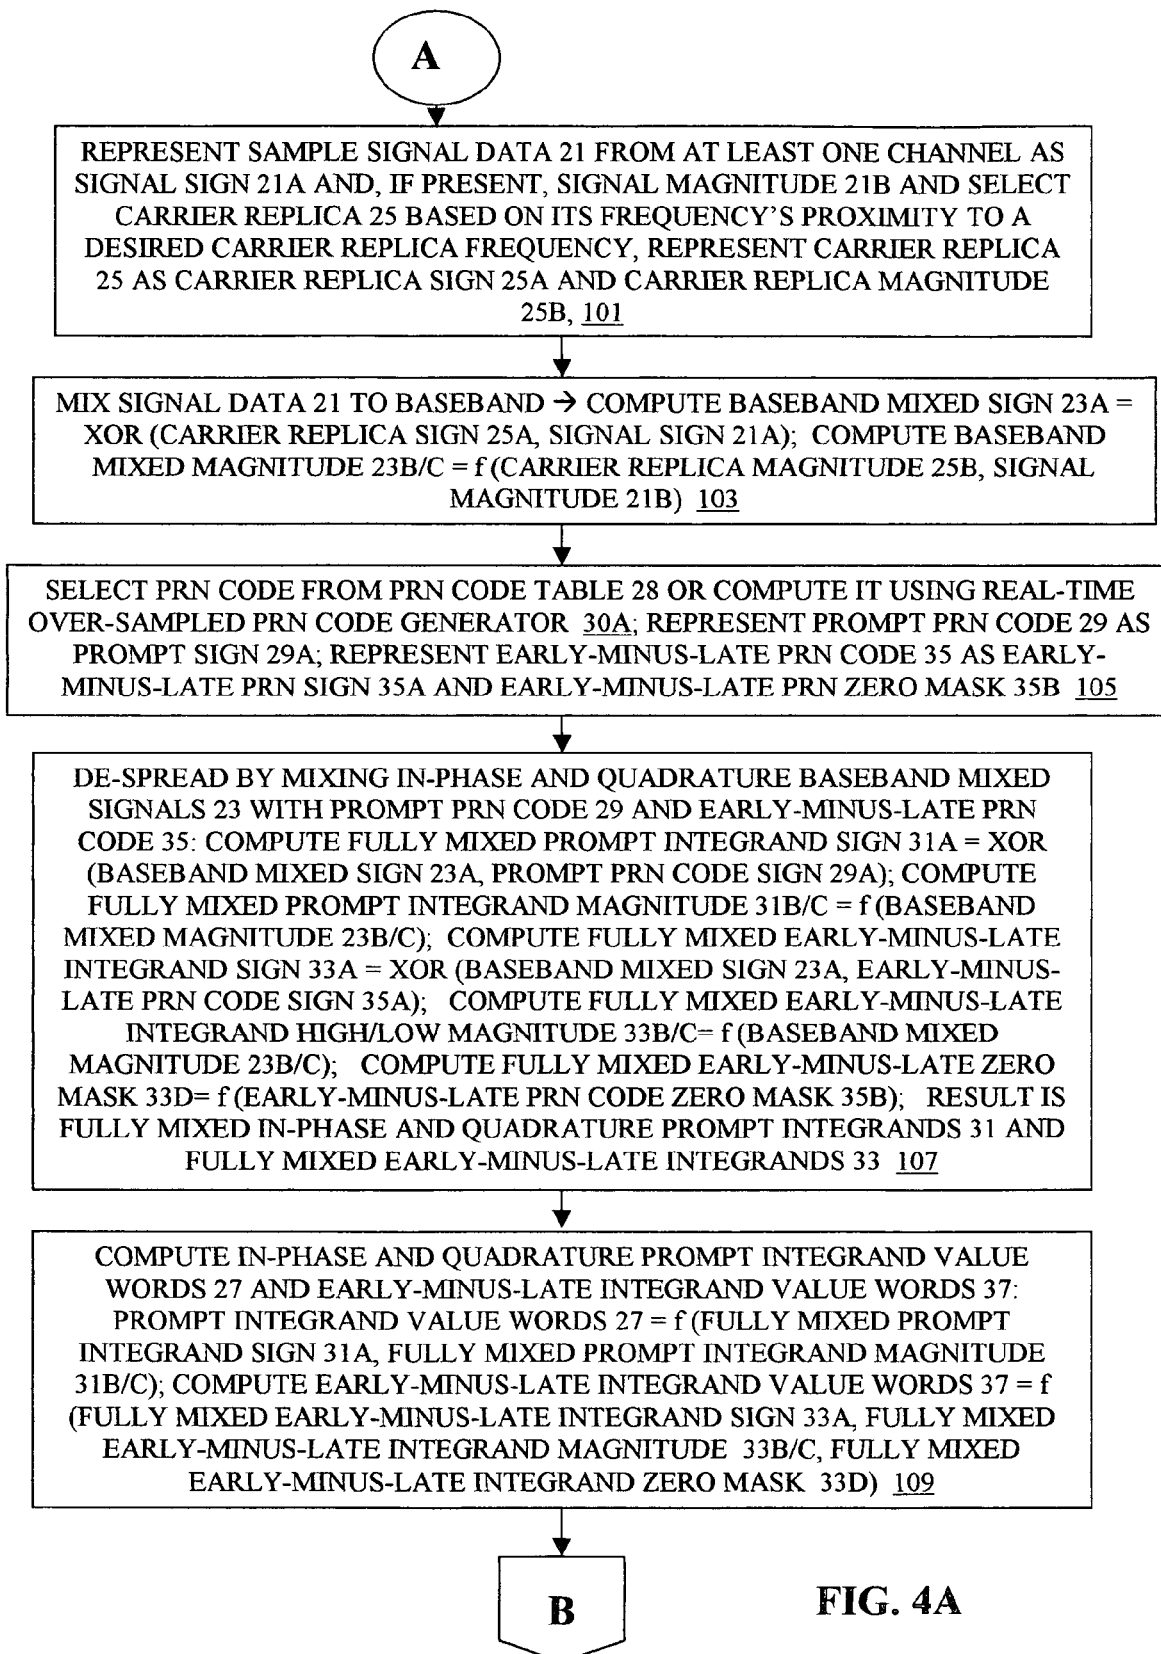 A
REPRESENT SAMPLE SIGNAL DATA 21 FROM AT LEAST ONE CHANNEL AS
SIGNAL SIGN 21A AND, IF PRESENT, SIGNAL MAGNITUDE 21B AND SELECT
CARRIER REPLICA 25 BASED ON ITS FREQUENCY'S PROXIMITY TO A
DESIRED CARRIER REPLICA FREQUENCY, REPRESENT CARRIER REPLICA
25 AS CARRIER REPLICA SIGN 25A AND CARRIER REPLICA MAGNITUDE
25B, 101
MIX SIGNAL DATA 21 TO BASEBAND → COMPUTE BASEBAND MIXED SIGN 23A =
XOR (CARRIER REPLICA SIGN 25A, SIGNAL SIGN 21A); COMPUTE BASEBAND
MIXED MAGNITUDE 23B/C = f (CARRIER REPLICA MAGNITUDE 25B, SIGNAL
MAGNITUDE 21B) 103
SELECT PRN CODE FROM PRN CODE TABLE 28 OR COMPUTE IT USING REAL-TIME
OVER-SAMPLED PRN CODE GENERATOR 30A; REPRESENT PROMPT PRN CODE 29 AS
PROMPT SIGN 29A; REPRESENT EARLY-MINUS-LATE PRN CODE 35 AS EARLY-
MINUS-LATE PRN SIGN 35A AND EARLY-MINUS-LATE PRN ZERO MASK 35B 105
DE-SPREAD BY MIXING IN-PHASE AND QUADRATURE BASEBAND MIXED
SIGNALS 23 WITH PROMPT PRN CODE 29 AND EARLY-MINUS-LATE PRN
CODE 35: COMPUTE FULLY MIXED PROMPT INTEGRAND SIGN 31A = XOR
(BASEBAND MIXED SIGN 23A, PROMPT PRN CODE SIGN 29A); COMPUTE
FULLY MIXED PROMPT INTEGRAND MAGNITUDE 31B/C = f (BASEBAND
MIXED MAGNITUDE 23B/C); COMPUTE FULLY MIXED EARLY-MINUS-LATE
INTEGRAND SIGN 33A = XOR (BASEBAND MIXED SIGN 23A, EARLY-MINUS-
LATE PRN CODE SIGN 35A); COMPUTE FULLY MIXED EARLY-MINUS-LATE
INTEGRAND HIGH/LOW MAGNITUDE 33B/C= f (BASEBAND MIXED
MAGNITUDE 23B/C); COMPUTE FULLY MIXED EARLY-MINUS-LATE ZERO
MASK 33D= f (EARLY-MINUS-LATE PRN CODE ZERO MASK 35B); RESULT IS
FULLY MIXED IN-PHASE AND QUADRATURE PROMPT INTEGRANDS 31 AND
FULLY MIXED EARLY-MINUS-LATE INTEGRANDS 33 107
COMPUTE IN-PHASE AND QUADRATURE PROMPT INTEGRAND VALUE
WORDS 27 AND EARLY-MINUS-LATE INTEGRAND VALUE WORDS 37:
PROMPT INTEGRAND VALUE WORDS 27 = f (FULLY MIXED PROMPT
INTEGRAND SIGN 31A, FULLY MIXED PROMPT INTEGRAND MAGNITUDE
31B/C); COMPUTE EARLY-MINUS-LATE INTEGRAND VALUE WORDS 37 = f
(FULLY MIXED EARLY-MINUS-LATE INTEGRAND SIGN 33A, FULLY MIXED
EARLY-MINUS-LATE INTEGRAND MAGNITUDE 33B/C, FULLY MIXED
EARLY-MINUS-LATE INTEGRAND ZERO MASK 33D) 109
B
FIG. 4A